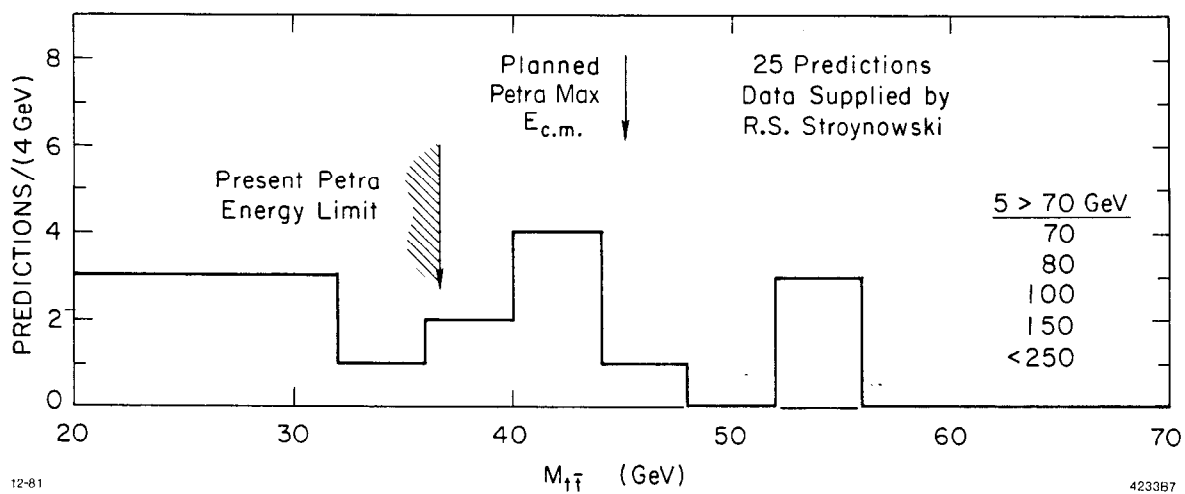 PREDICTIONS/(4 GeV)
8
6
4
2
0
Planned
Petra Max
E_c.m.
25 Predictions
Data Supplied by
R.S. Stroynowski
Present Petra
Energy Limit
5 > 70 GeV
70
80
100
150
<250
20 30 40 50 60 70
M_tt̄ (GeV)
12-81
4233B7